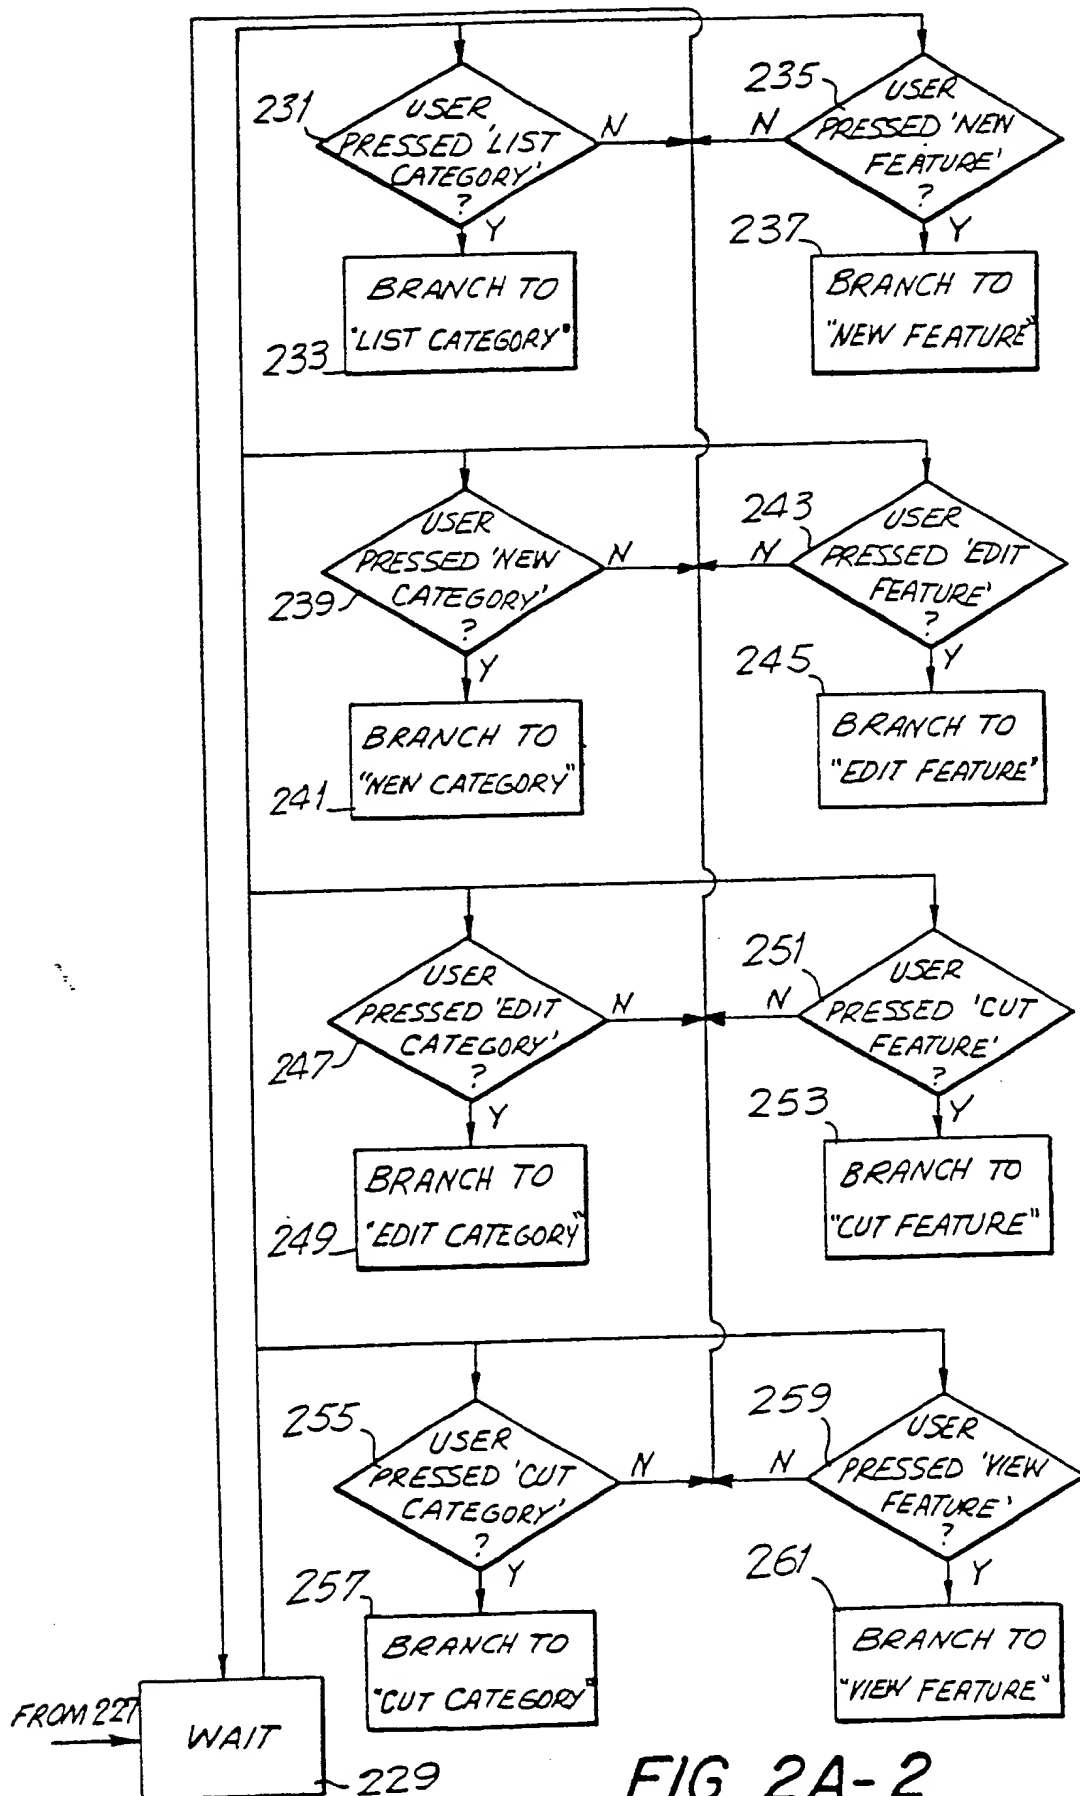 231
USER
PRESSED 'LIST
CATEGORY'
?
N
Y
BRANCH TO
"LIST CATEGORY"
233
235
USER
PRESSED 'NEW
FEATURE'
?
N
Y
237
BRANCH TO
"NEW FEATURE"
239
USER
PRESSED 'NEW
CATEGORY'
?
N
Y
BRANCH TO
"NEW CATEGORY"
241
243
USER
PRESSED 'EDIT
FEATURE'
?
N
Y
245
BRANCH TO
"EDIT FEATURE"
247
USER
PRESSED 'EDIT
CATEGORY'
?
N
Y
BRANCH TO
"EDIT CATEGORY"
249
251
USER
PRESSED 'CUT
FEATURE'
?
N
Y
253
BRANCH TO
"CUT FEATURE"
255
USER
PRESSED 'CUT
CATEGORY'
?
N
Y
257
BRANCH TO
"CUT CATEGORY"
259
USER
PRESSED 'VIEW
FEATURE'
?
N
Y
261
BRANCH TO
"VIEW FEATURE"
FROM 227
WAIT
229
FIG 2A-2